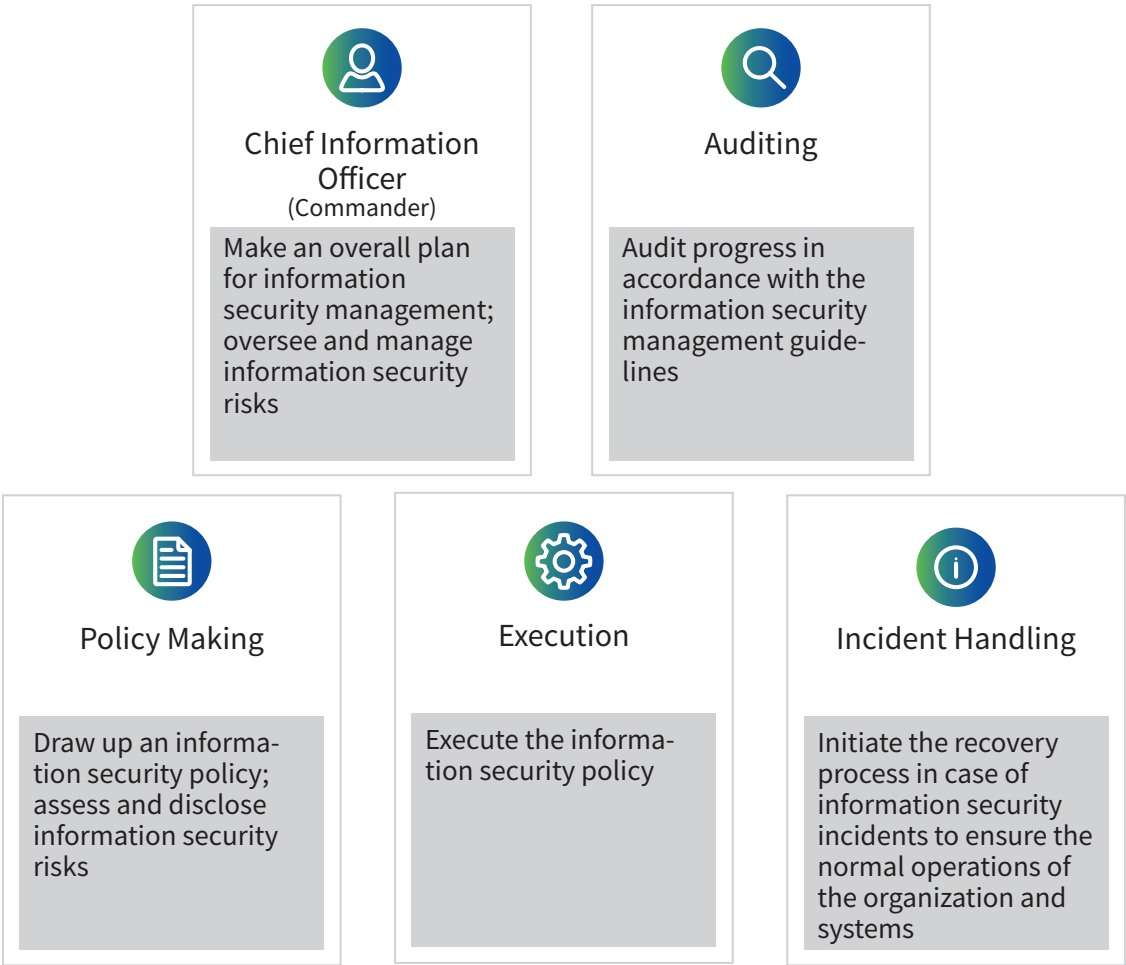 Chief Information
Officer
(Commander)
Make an overall plan
for information
security management;
oversee and manage
information security
risks
Auditing
Audit progress in
accordance with the
information security
management guide-
lines
Policy Making
Draw up an informa-
tion security policy;
assess and disclose
information security
risks
Execution
Execute the informa-
tion security policy
Incident Handling
Initiate the recovery
process in case of
information security
incidents to ensure the
normal operations of
the organization and
systems